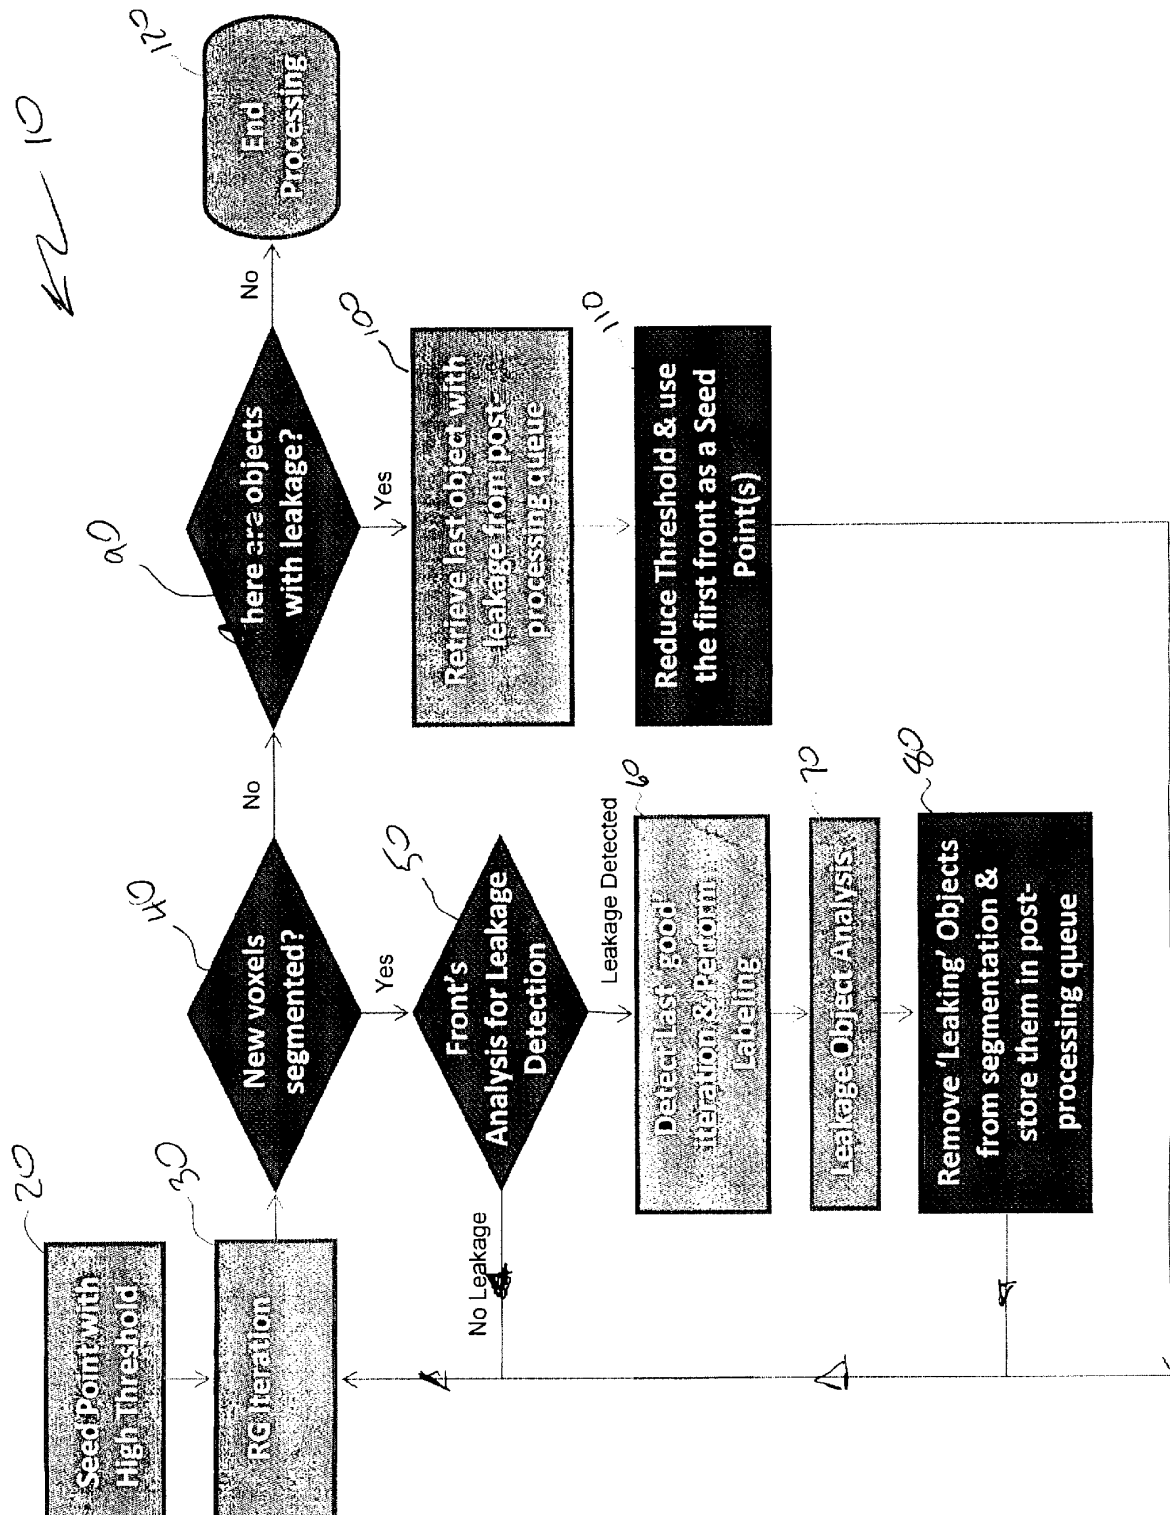 10
20
Seed Point with
High Threshold
30
RG Iteration
40
New voxels
segmented?
No
Yes
90
here are objects
with leakage?
No
Yes
120
End
Processing
50
Front's
Analysis for Leakage
Detection
No Leakage
Leakage Detected
60
Detect Last good
iteration & Perform
Labeling
70
Leakage Object Analysis
80
Remove 'Leaking' Objects
from segmentation &
store them in post-
processing queue
100
Retrieve last object with
leakage from post-
processing queue
110
Reduce Threshold & use
the first front as a Seed
Point(s)